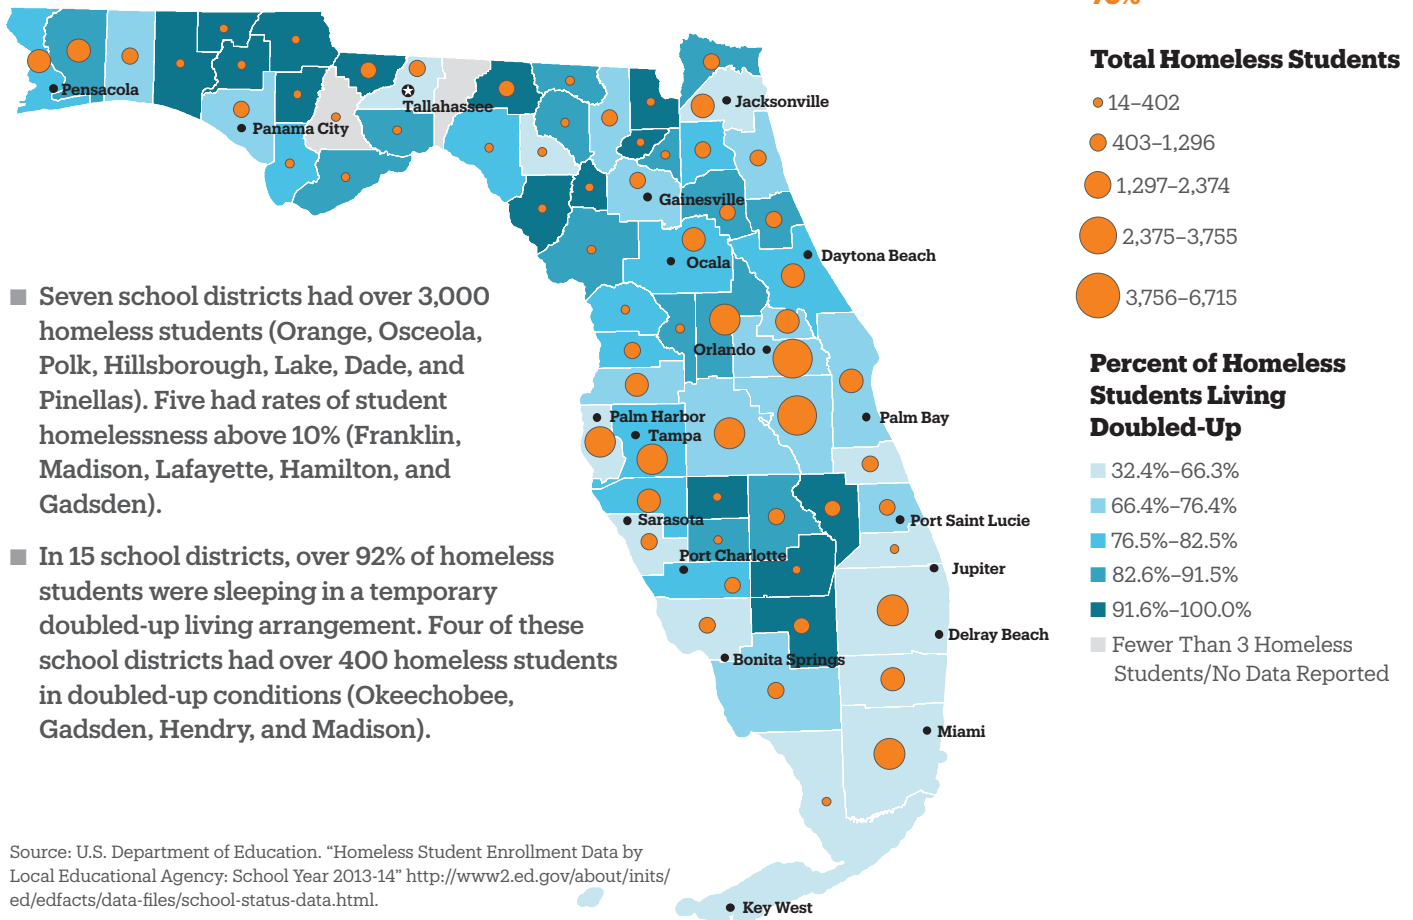 Total Homeless Students
14–402
403–1,296
1,297–2,374
2,375–3,755
3,756–6,715
Percent of Homeless
Students Living
Doubled-Up
32.4%–66.3%
66.4%–76.4%
76.5%–82.5%
82.6%–91.5%
91.6%–100.0%
Fewer Than 3 Homeless
Students/No Data Reported
Pensacola
Panama City
Tallahassee
Jacksonville
Gainesville
Ocala
Daytona Beach
Orlando
Palm Harbor
Tampa
Palm Bay
Sarasota
Port Saint Lucie
Port Charlotte
Jupiter
Delray Beach
Bonita Springs
Miami
Key West
■ Seven school districts had over 3,000
homeless students (Orange, Osceola,
Polk, Hillsborough, Lake, Dade, and
Pinellas). Five had rates of student
homelessness above 10% (Franklin,
Madison, Lafayette, Hamilton, and
Gadsden).
■ In 15 school districts, over 92% of homeless
students were sleeping in a temporary
doubled-up living arrangement. Four of these
school districts had over 400 homeless students
in doubled-up conditions (Okeechobee,
Gadsden, Hendry, and Madison).
Source: U.S. Department of Education. “Homeless Student Enrollment Data by
Local Educational Agency: School Year 2013-14” http://www2.ed.gov/about/inits/
ed/edfacts/data-files/school-status-data.html.